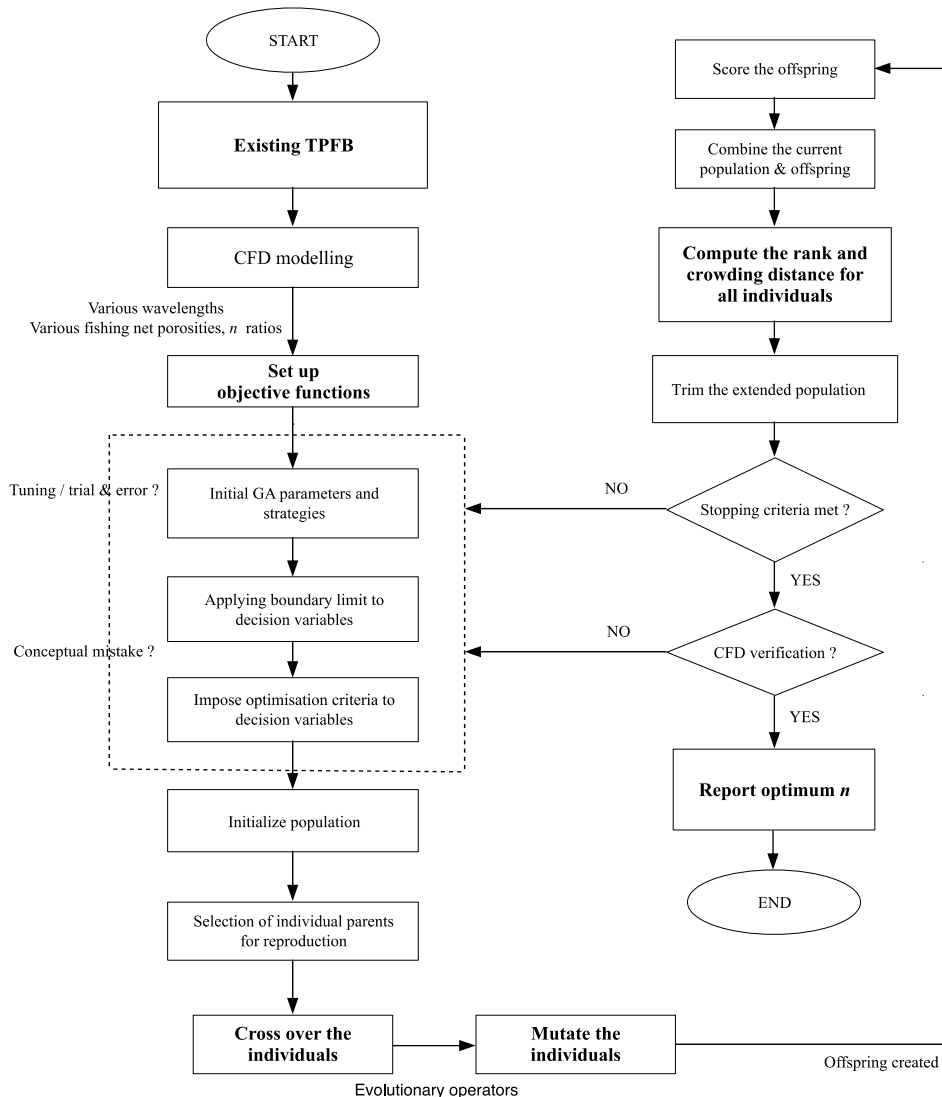 START
Existing TPFB
CFD modelling
Various wavelengths
Various fishing net porosities, n ratios
Set up
objective functions
Tuning / trial & error ?
Initial GA parameters and
strategies
Applying boundary limit to
decision variables
Conceptual mistake ?
Impose optimisation criteria to
decision variables
Initialize population
Selection of individual parents
for reproduction
Cross over the
individuals
Mutate the
individuals
Evolutionary operators
Offspring created
Score the offspring
Combine the current
population & offspring
Compute the rank and
crowding distance for
all individuals
Trim the extended population
NO
Stopping criteria met ?
YES
NO
CFD verification ?
YES
Report optimum n
END